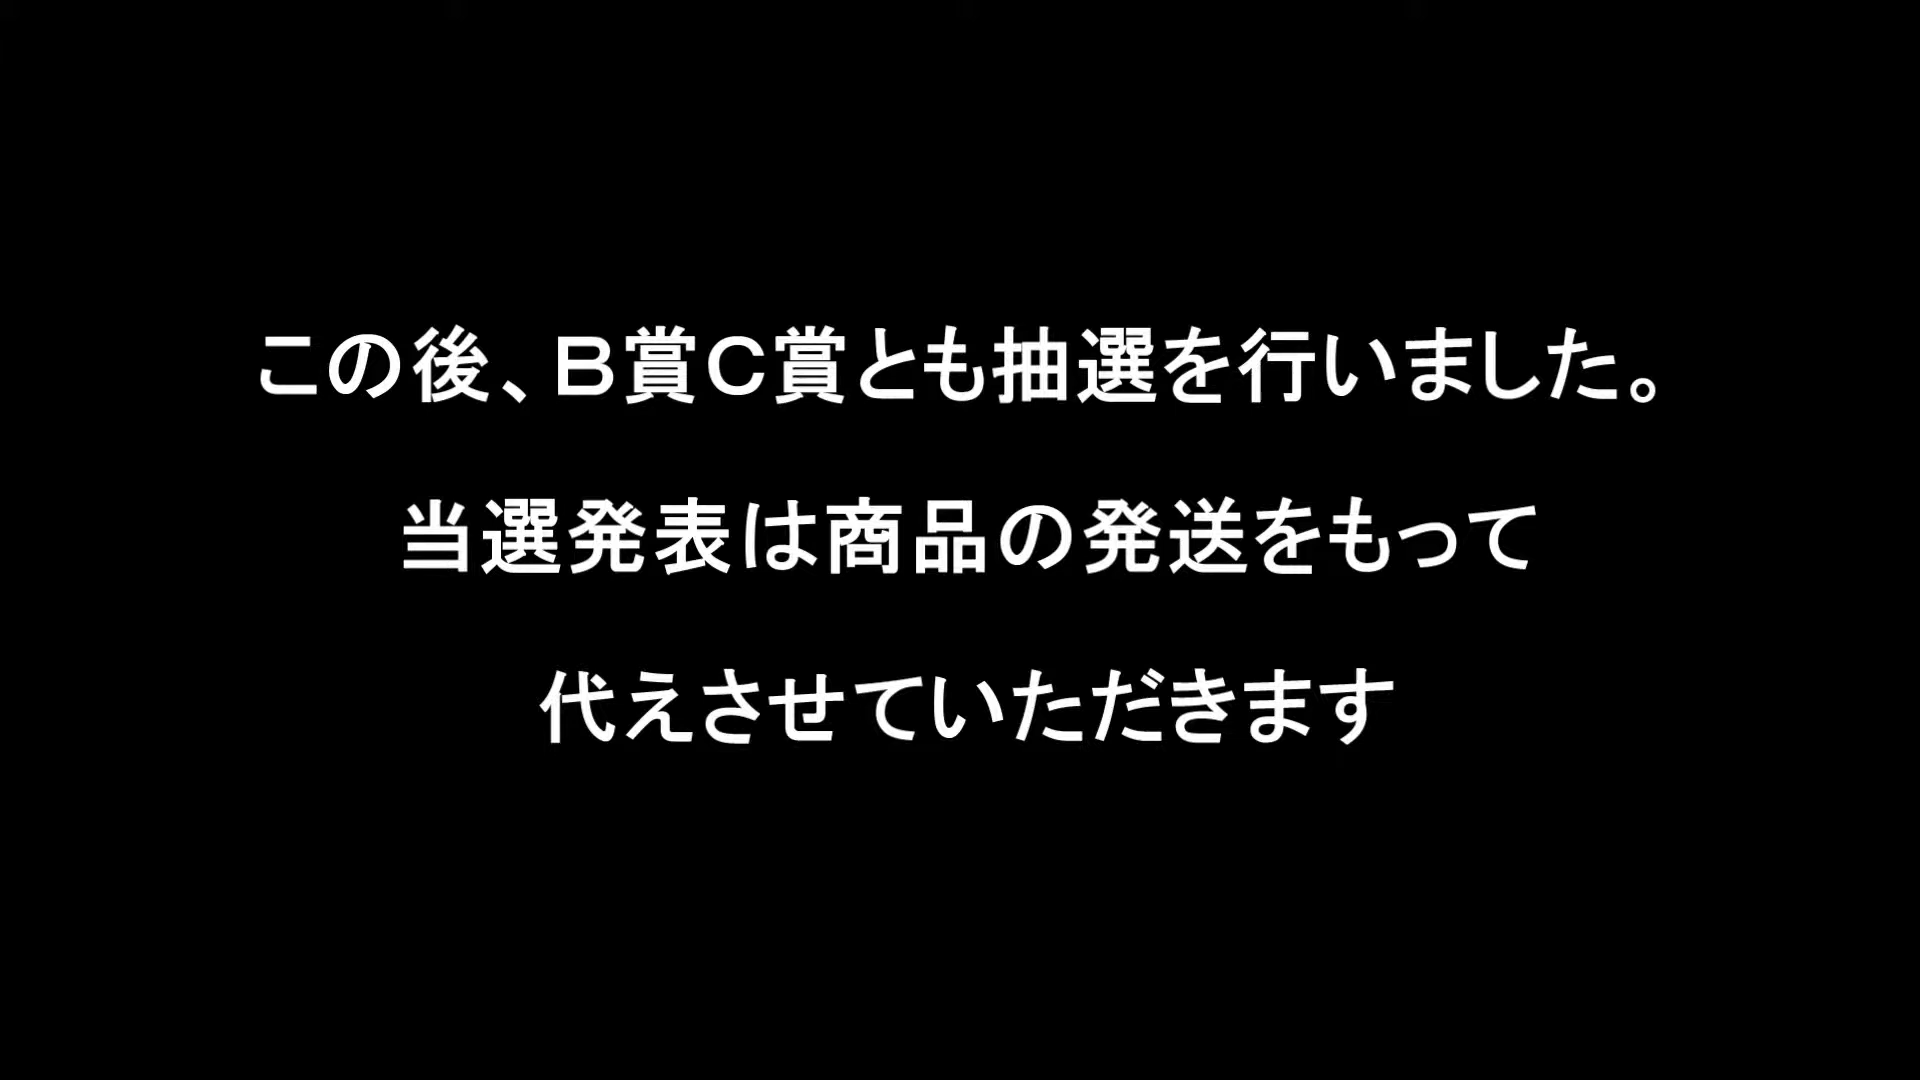 この後、B賞C賞とも抽選を行いました。
当選発表は商品の発送をもって
代えさせていただきます